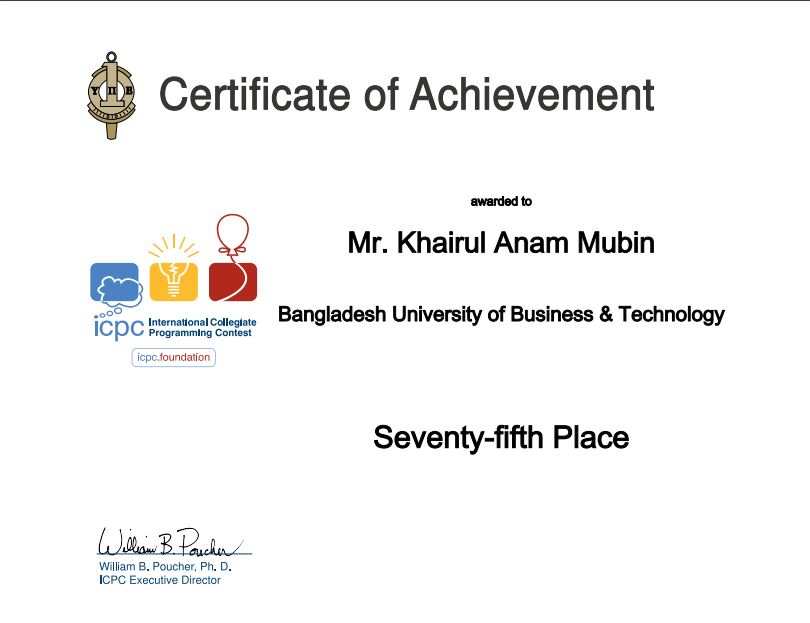 Υ Π Ε
Certificate of Achievement
awarded to
Mr. Khairul Anam Mubin
Bangladesh University of Business & Technology
icpc International Collegiate
Programming Contest
icpc.foundation
Seventy-fifth Place
William B. Poucher
William B. Poucher, Ph. D.
ICPC Executive Director